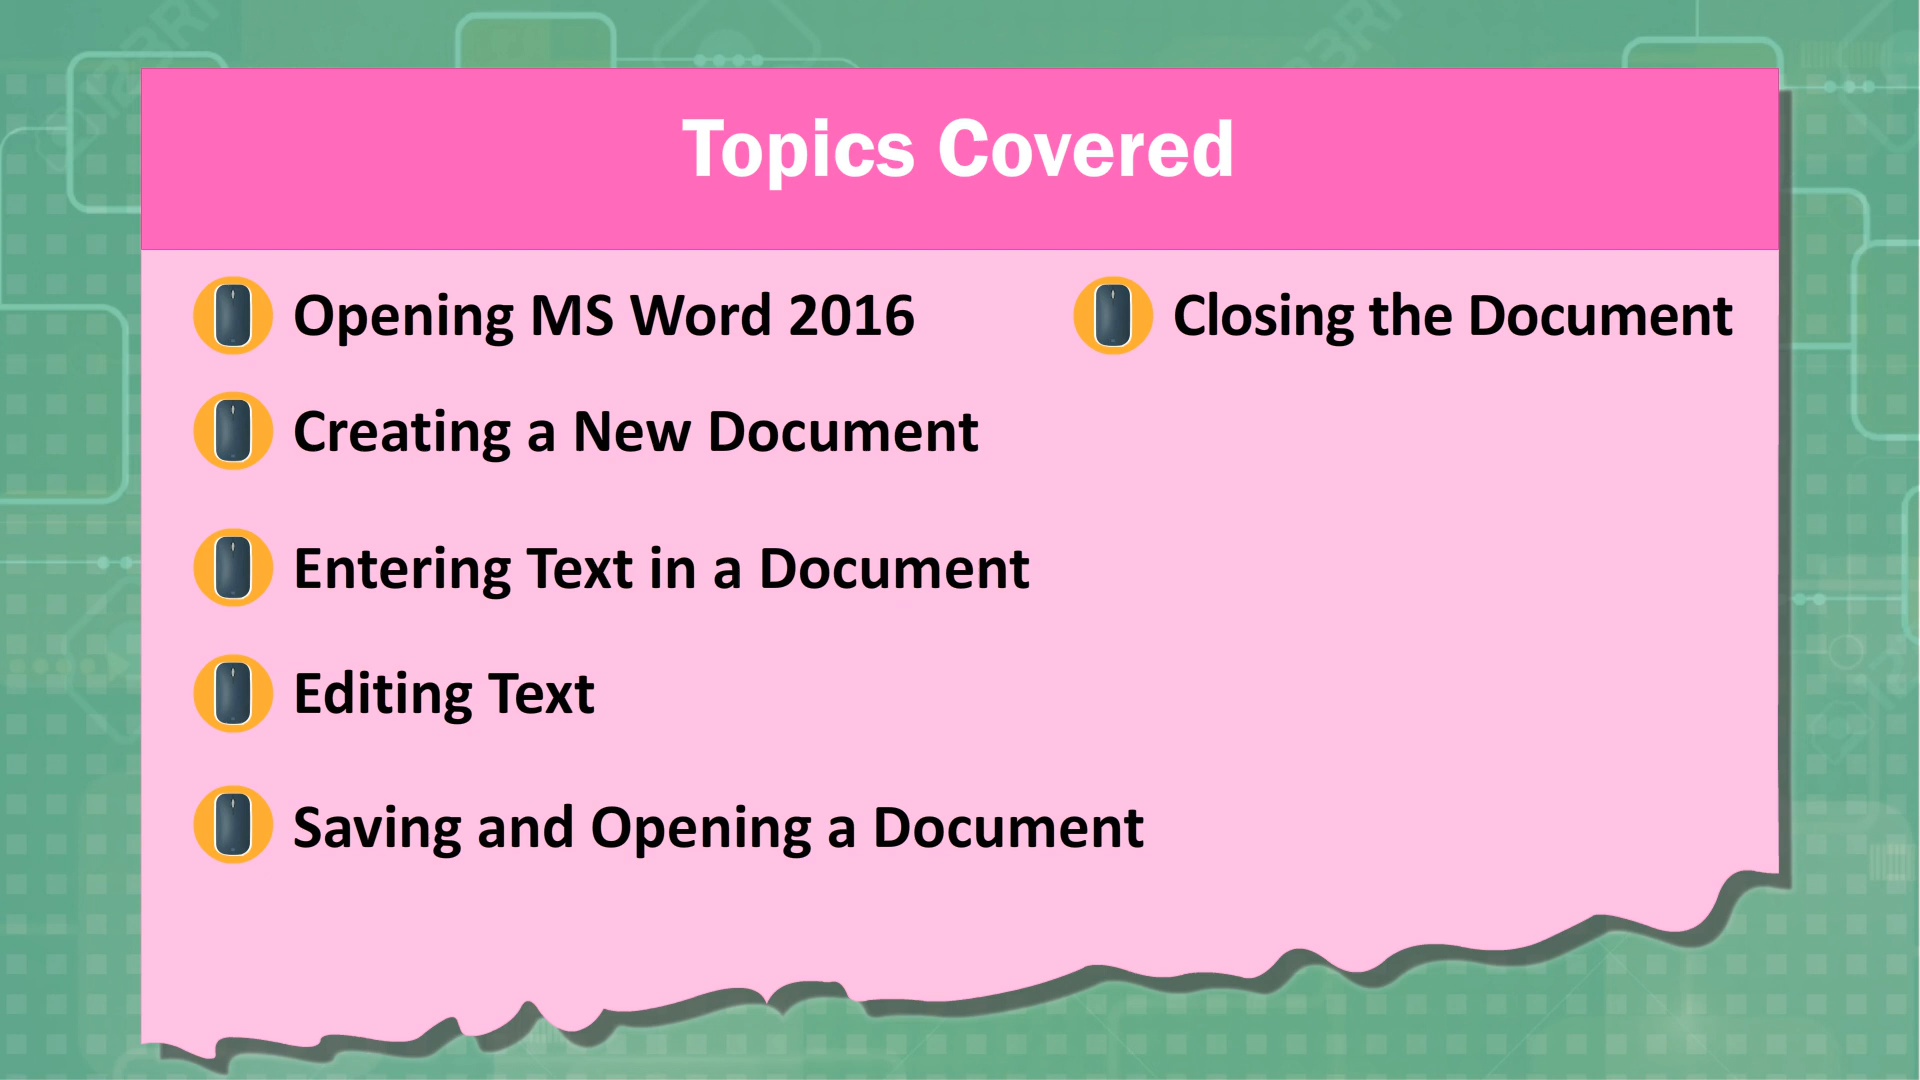 Topics Covered
Opening MS Word 2016
Creating a New Document
Entering Text in a Document
Editing Text
Saving and Opening a Document
Closing the Document